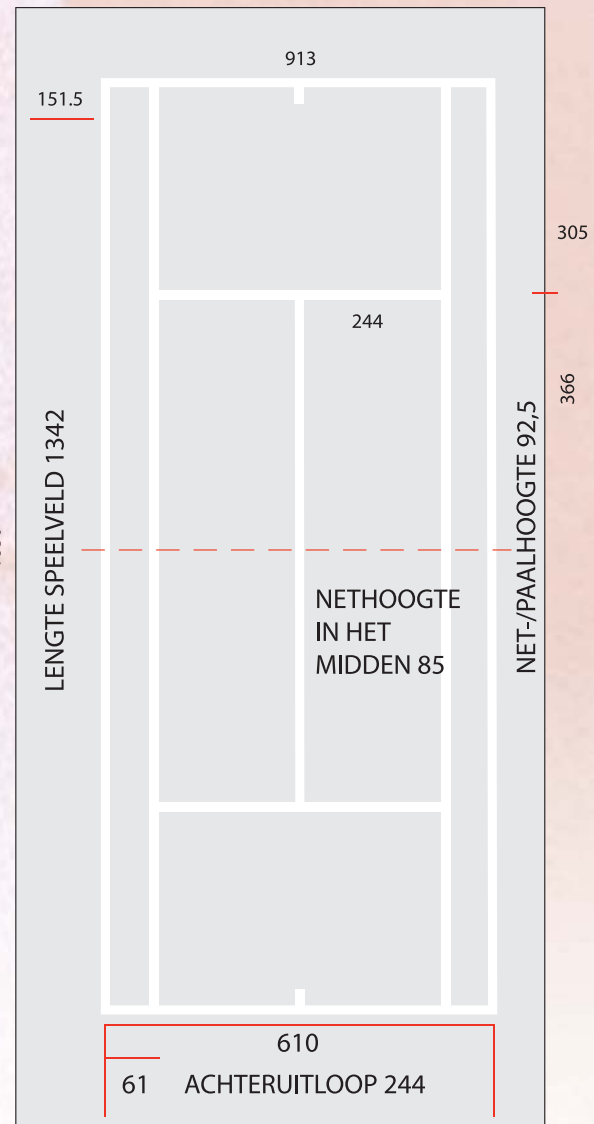 913
151.5
305
244
366
LENGTE SPEELVELD 1342
NET-/PAALHOOGTE 92,5
NETHOOGTE
IN HET
MIDDEN 85
610
61 ACHTERUITLOOP 244